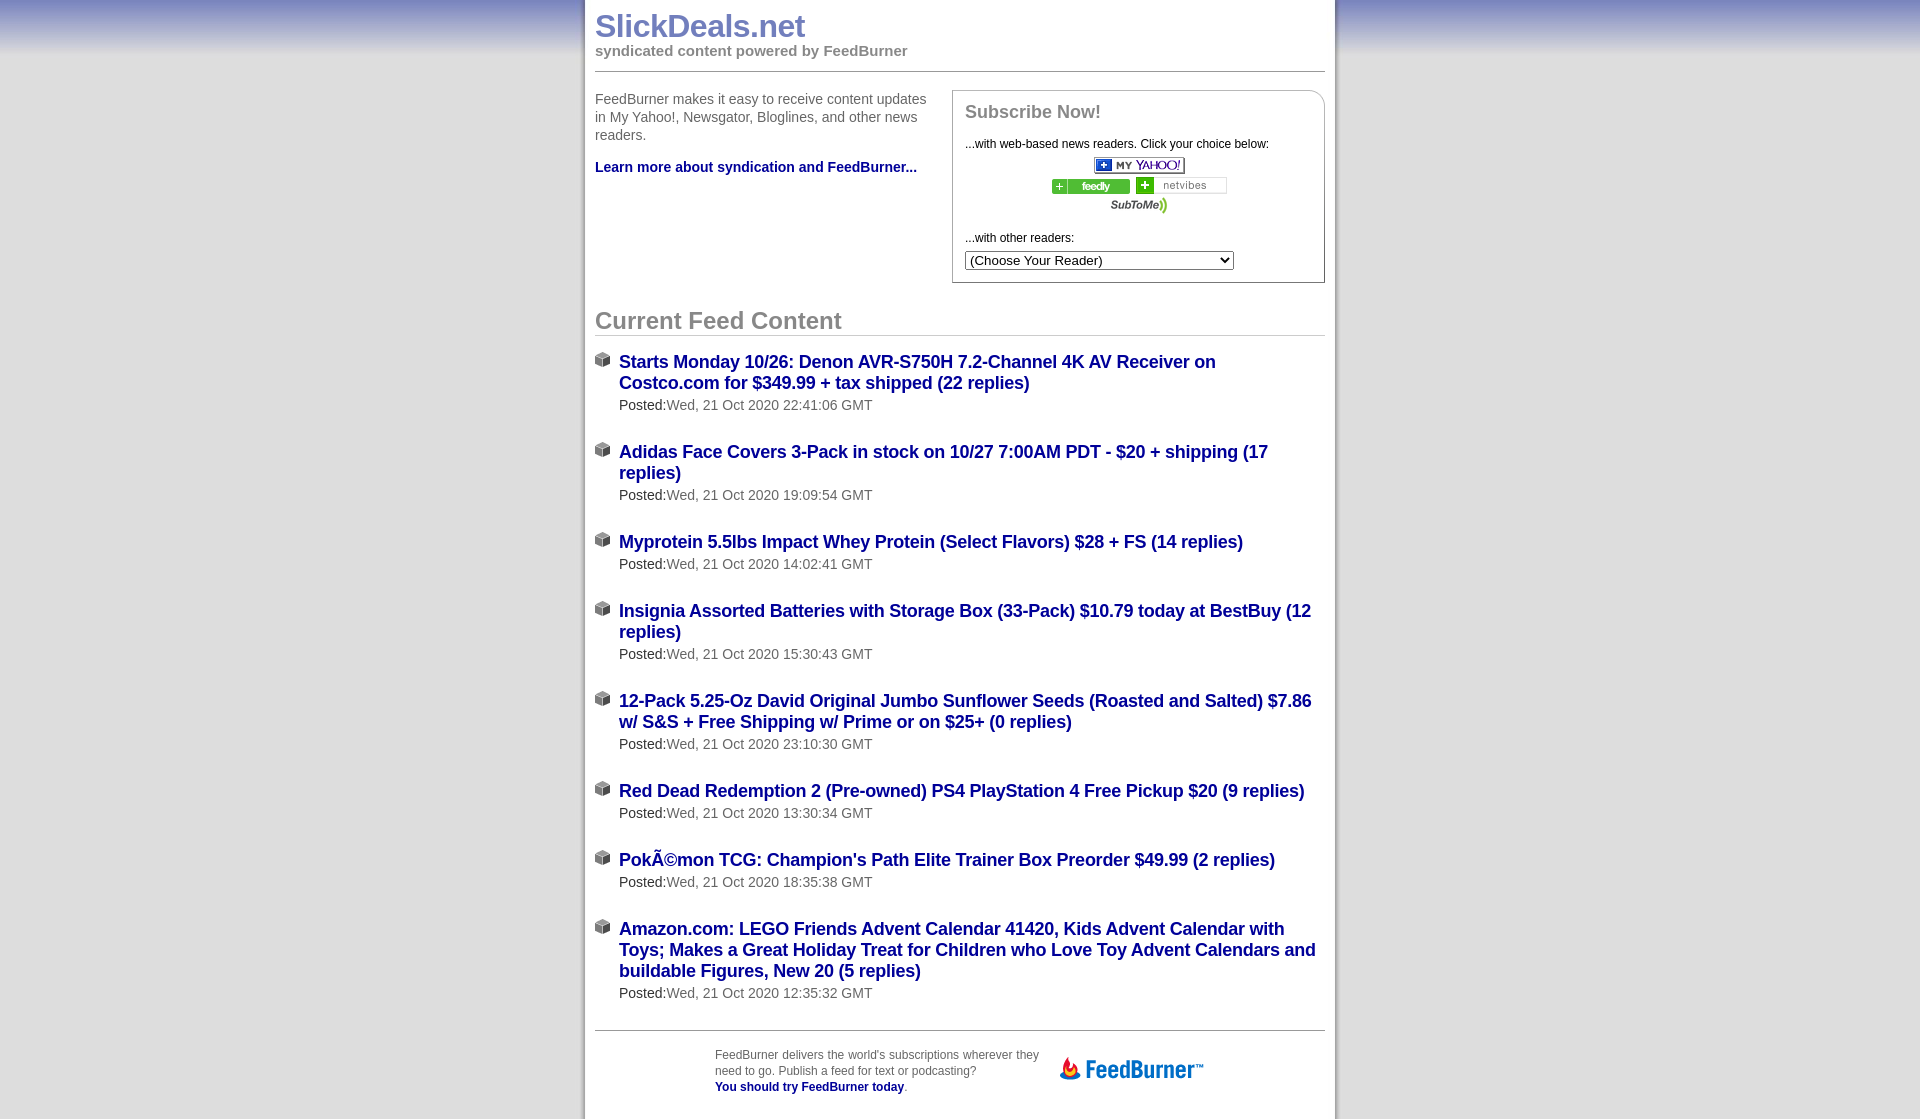 SlickDeals.net
syndicated content powered by FeedBurner
FeedBurner makes it easy to receive content updates
in My Yahoo!, Newsgator, Bloglines, and other news
readers.
Learn more about syndication and FeedBurner...
Subscribe Now!
...with web-based news readers. Click your choice below:
MY YAHOO!
feedly
netvibes
SubToMe
...with other readers:
(Choose Your Reader)
Current Feed Content
Starts Monday 10/26: Denon AVR-S750H 7.2-Channel 4K AV Receiver on
Costco.com for $349.99 + tax shipped (22 replies)
Posted:Wed, 21 Oct 2020 22:41:06 GMT
Adidas Face Covers 3-Pack in stock on 10/27 7:00AM PDT - $20 + shipping (17
replies)
Posted:Wed, 21 Oct 2020 19:09:54 GMT
Myprotein 5.5lbs Impact Whey Protein (Select Flavors) $28 + FS (14 replies)
Posted:Wed, 21 Oct 2020 14:02:41 GMT
Insignia Assorted Batteries with Storage Box (33-Pack) $10.79 today at BestBuy (12
replies)
Posted:Wed, 21 Oct 2020 15:30:43 GMT
12-Pack 5.25-Oz David Original Jumbo Sunflower Seeds (Roasted and Salted) $7.86
w/ S&S + Free Shipping w/ Prime or on $25+ (0 replies)
Posted:Wed, 21 Oct 2020 23:10:30 GMT
Red Dead Redemption 2 (Pre-owned) PS4 PlayStation 4 Free Pickup $20 (9 replies)
Posted:Wed, 21 Oct 2020 13:30:34 GMT
PokÃ©mon TCG: Champion's Path Elite Trainer Box Preorder $49.99 (2 replies)
Posted:Wed, 21 Oct 2020 18:35:38 GMT
Amazon.com: LEGO Friends Advent Calendar 41420, Kids Advent Calendar with
Toys; Makes a Great Holiday Treat for Children who Love Toy Advent Calendars and
buildable Figures, New 20 (5 replies)
Posted:Wed, 21 Oct 2020 12:35:32 GMT
FeedBurner delivers the world's subscriptions wherever they
need to go. Publish a feed for text or podcasting?
You should try FeedBurner today.
FeedBurner™